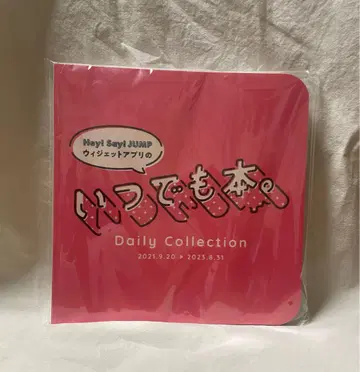 Hey! Say! JUMP
ウィジェットアプリの
いつでも本。
Daily Collection
2021.9.20 ▸ 2023.8.31